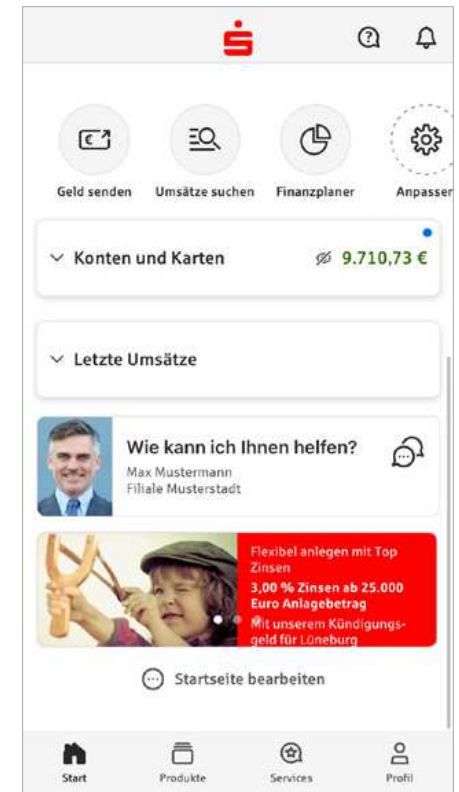 Geld senden
Umsätze suchen
Finanzplaner
Anpassen
Konten und Karten
9.710,73 €
Letzte Umsätze
Wie kann ich Ihnen helfen?
Max Mustermann
Filiale Musterstadt
Flexibel anlegen mit Top
Zinsen
3,00 % Zinsen ab 25.000
Euro Anlagebetrag
Mit unserem Kündigungs-
geld für Lüneburg
Startseite bearbeiten
Start
Produkte
Services
Profil